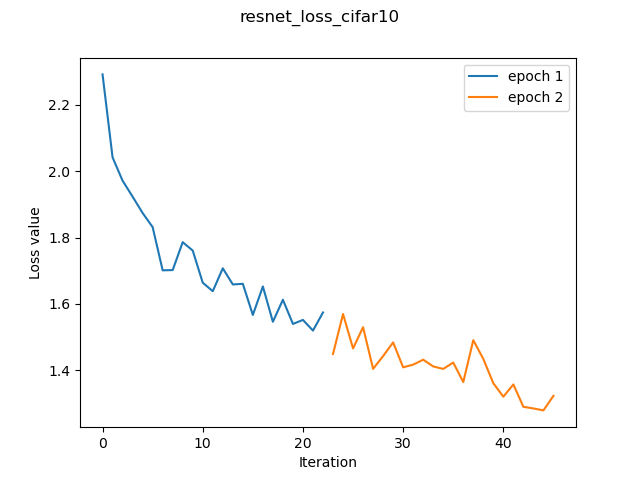 resnet_loss_cifar10
epoch 1
epoch 2
2.2
2.0
1.8
1.6
1.4
Loss value
0 10 20 30 40
Iteration